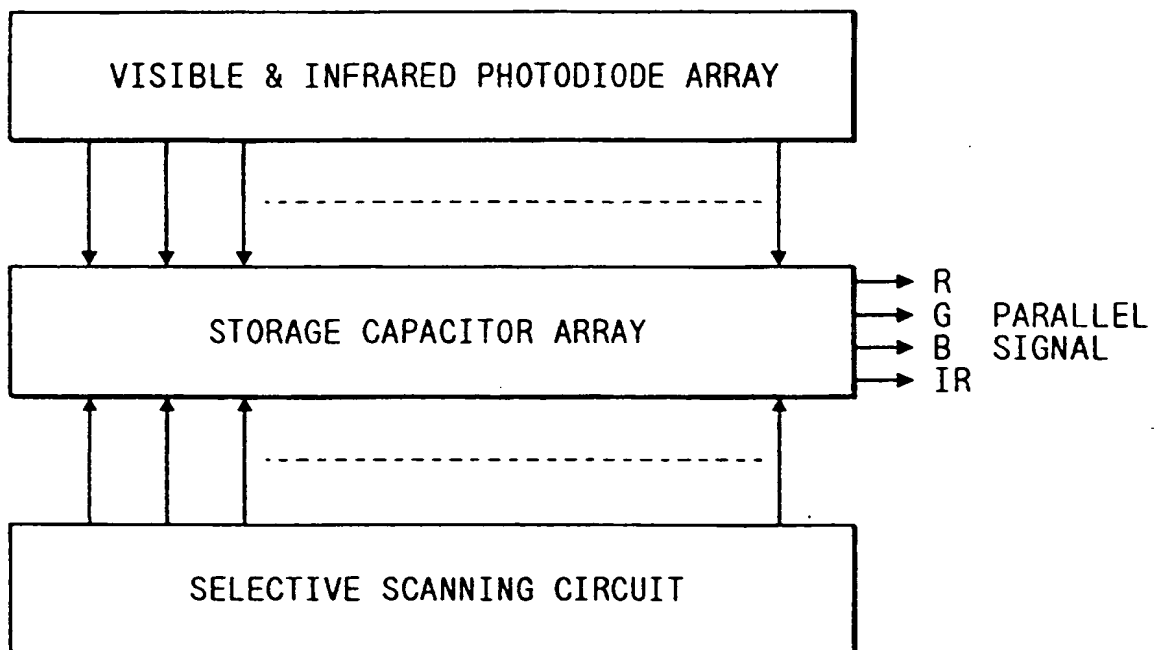 VISIBLE & INFRARED PHOTODIODE ARRAY
STORAGE CAPACITOR ARRAY
R
G PARALLEL
B SIGNAL
IR
SELECTIVE SCANNING CIRCUIT